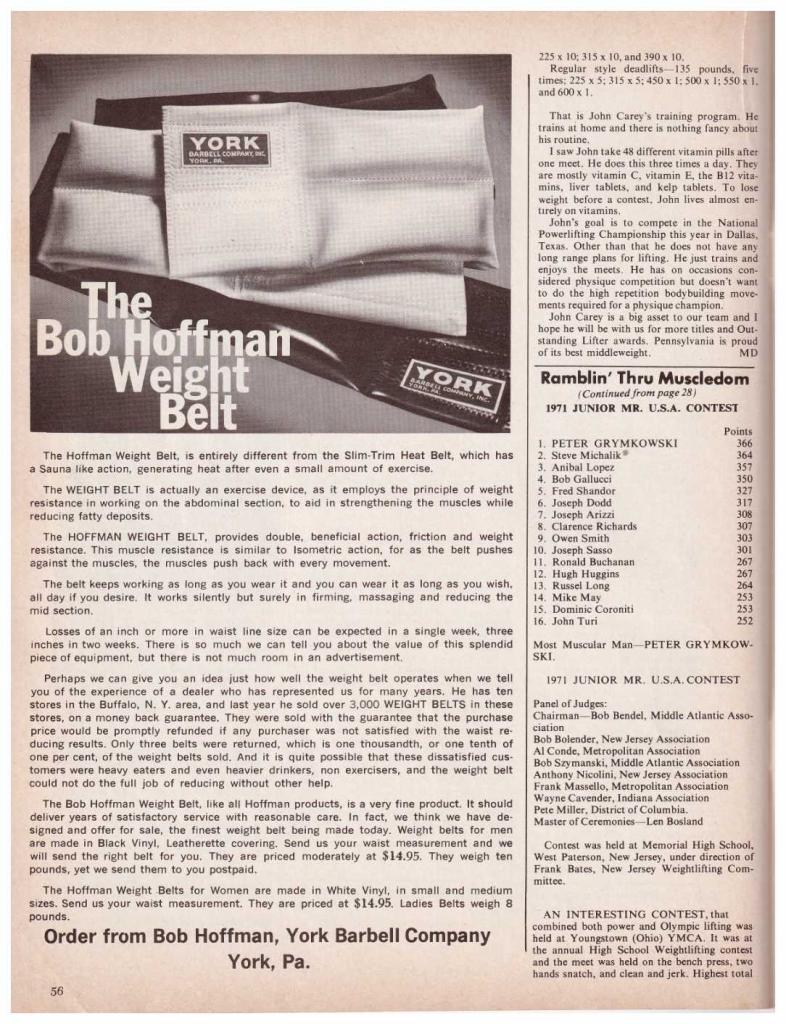 YORK
BARBELL COMPANY, INC.
YORK, PA.
The
Bob Hoffman
Weight
Belt
YORK
BARBELL COMPANY, INC.
YORK, PA.
The Hoffman Weight Belt, is entirely different from the Slim-Trim Heat Belt, which has
a Sauna like action, generating heat after even a small amount of exercise.
The WEIGHT BELT is actually an exercise device, as it employs the principle of weight
resistance in working on the abdominal section, to aid in strengthening the muscles while
reducing fatty deposits.
The HOFFMAN WEIGHT BELT, provides double, beneficial action, friction and weight
resistance. This muscle resistance is similar to Isometric action, for as the belt pushes
against the muscles, the muscles push back with every movement.
The belt keeps working as long as you wear it and you can wear it as long as you wish,
all day if you desire. It works silently but surely in firming, massaging and reducing the
mid section.
Losses of an inch or more in waist line size can be expected in a single week, three
inches in two weeks. There is so much we can tell you about the value of this splendid
piece of equipment, but there is not much room in an advertisement.
Perhaps we can give you an idea just how well the weight belt operates when we tell
you of the experience of a dealer who has represented us for many years. He has ten
stores in the Buffalo, N. Y. area, and last year he sold over 3,000 WEIGHT BELTS in these
stores, on a money back guarantee. They were sold with the guarantee that the purchase
price would be promptly refunded if any purchaser was not satisfied with the waist re-
ducing results. Only three belts were returned, which is one thousandth, or one tenth of
one per cent, of the weight belts sold. And it is quite possible that these dissatisfied cus-
tomers were heavy eaters and even heavier drinkers, non exercisers, and the weight belt
could not do the full job of reducing without other help.
The Bob Hoffman Weight Belt, like all Hoffman products, is a very fine product. It should
deliver years of satisfactory service with reasonable care. In fact, we think we have de-
signed and offer for sale, the finest weight belt being made today. Weight belts for men
are made in Black Vinyl, Leatherette covering. Send us your waist measurement and we
will send the right belt for you. They are priced moderately at $14.95. They weigh ten
pounds, yet we send them to you postpaid.
The Hoffman Weight Belts for Women are made in White Vinyl, in small and medium
sizes. Send us your waist measurement. They are priced at $14.95. Ladies Belts weigh 8
pounds.
Order from Bob Hoffman, York Barbell Company
York, Pa.
56
225 x 10; 315 x 10, and 390 x 10.
Regular style deadlifts—135 pounds, five
times; 225 x 5; 315 x 5; 450 x 1; 500 x 1; 550 x 1,
and 600 x 1.
That is John Carey's training program. He
trains at home and there is nothing fancy about
his routine.
I saw John take 48 different vitamin pills after
one meet. He does this three times a day. They
are mostly vitamin C, vitamin E, the B12 vita-
mins, liver tablets, and kelp tablets. To lose
weight before a contest, John lives almost en-
tirely on vitamins.
John's goal is to compete in the National
Powerlifting Championship this year in Dallas,
Texas. Other than that he does not have any
long range plans for lifting. He just trains and
enjoys the meets. He has on occasions con-
sidered physique competition but doesn't want
to do the high repetition bodybuilding move-
ments required for a physique champion.
John Carey is a big asset to our team and I
hope he will be with us for more titles and Out-
standing Lifter awards. Pennsylvania is proud
of its best middleweight. MD
Ramblin' Thru Muscledom
(Continued from page 28)
1971 JUNIOR MR. U.S.A. CONTEST
Points
1. PETER GRYMKOWSKI 366
2. Steve Michalik® 364
3. Anibal Lopez 357
4. Bob Gallucci 350
5. Fred Shandor 327
6. Joseph Dodd 317
7. Joseph Arizzi 308
8. Clarence Richards 307
9. Owen Smith 303
10. Joseph Sasso 301
11. Ronald Buchanan 267
12. Hugh Huggins 267
13. Russel Long 264
14. Mike May 253
15. Dominic Coroniti 253
16. John Turi 252
Most Muscular Man—PETER GRYMKOW-
SKI.
1971 JUNIOR MR. U.S.A. CONTEST
Panel of Judges:
Chairman—Bob Bendel, Middle Atlantic Asso-
ciation
Bob Bolender, New Jersey Association
Al Conde, Metropolitan Association
Bob Szymanski, Middle Atlantic Association
Anthony Nicolini, New Jersey Association
Frank Massello, Metropolitan Association
Wayne Cavender, Indiana Association
Pete Miller, District of Columbia.
Master of Ceremonies—Len Bosland
Contest was held at Memorial High School,
West Paterson, New Jersey, under direction of
Frank Bates, New Jersey Weightlifting Com-
mittee.
AN INTERESTING CONTEST, that
combined both power and Olympic lifting was
held at Youngstown (Ohio) YMCA. It was at
the annual High School Weightlifting contest
and the meet was held on the bench press, two
hands snatch, and clean and jerk. Highest total